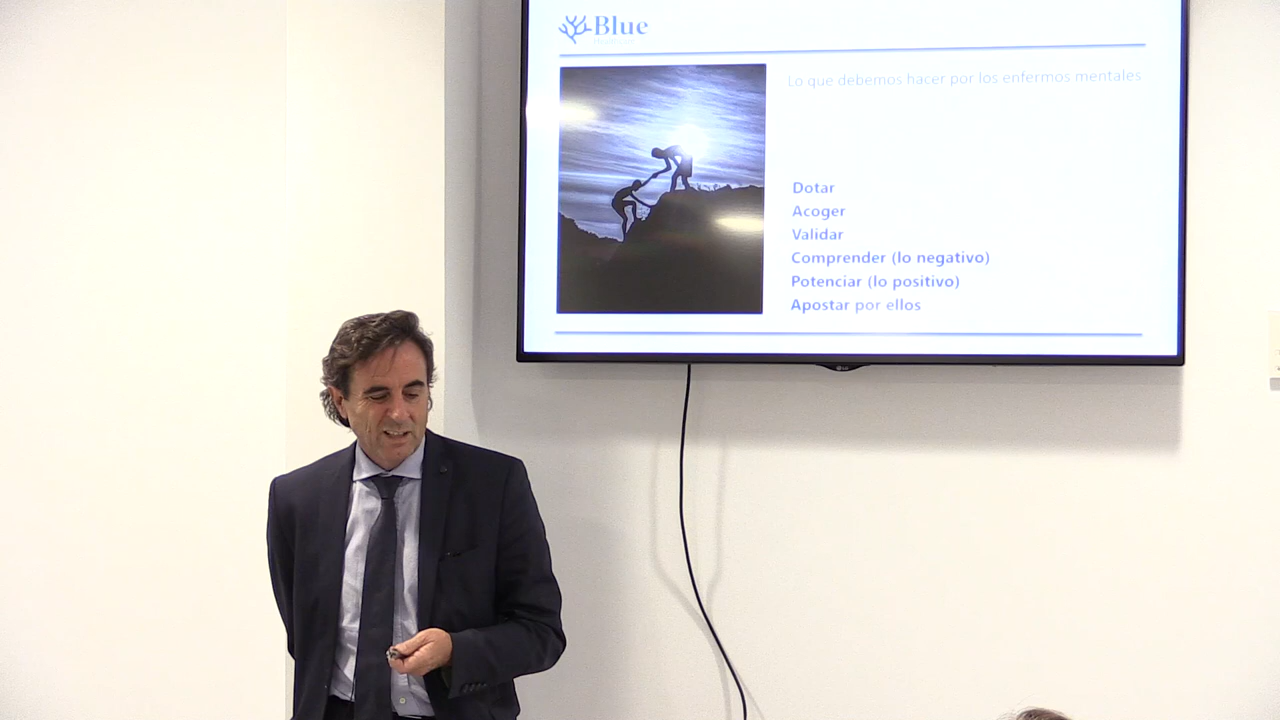 Blue
Lo que debemos hacer por los enfermos mentales
Dotar
Acoger
Validar
Comprender (lo negativo)
Potenciar (lo positivo)
Apostar por ellos
LG